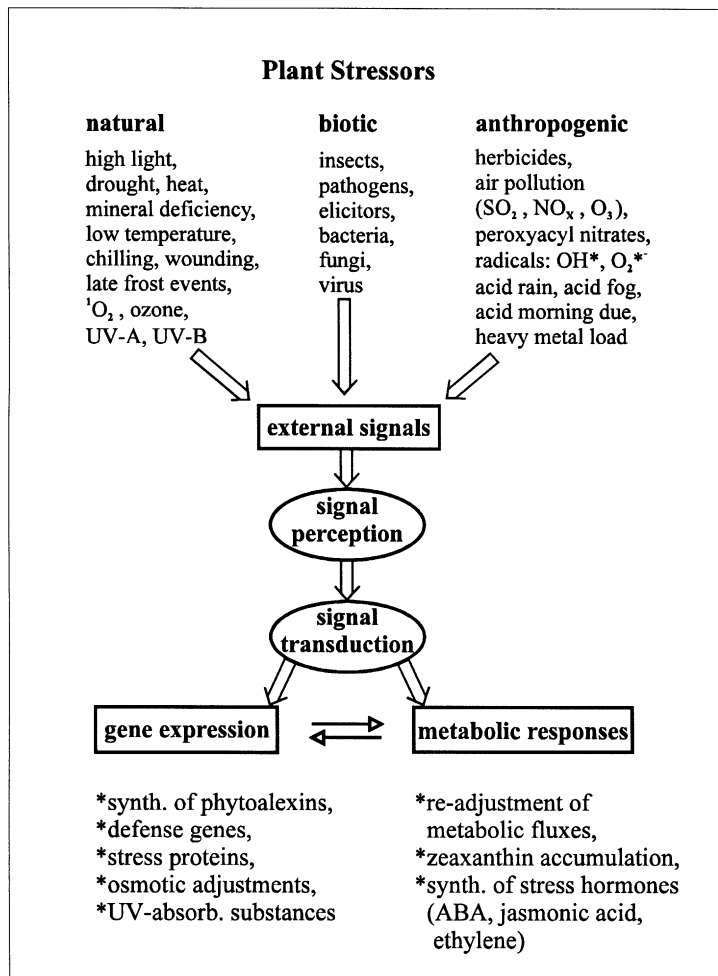 Plant Stressors
natural
high light,
drought, heat,
mineral deficiency,
low temperature,
chilling, wounding,
late frost events,
¹O₂ , ozone,
UV-A, UV-B
biotic
insects,
pathogens,
elicitors,
bacteria,
fungi,
virus
anthropogenic
herbicides,
air pollution
(SO₂ , NOₓ , O₃),
peroxyacyl nitrates,
radicals: OH*, O₂*⁻
acid rain, acid fog,
acid morning due,
heavy metal load
external signals
signal
perception
signal
transduction
gene expression
metabolic responses
*synth. of phytoalexins,
*defense genes,
*stress proteins,
*osmotic adjustments,
*UV-absorb. substances
*re-adjustment of
metabolic fluxes,
*zeaxanthin accumulation,
*synth. of stress hormones
(ABA, jasmonic acid,
ethylene)